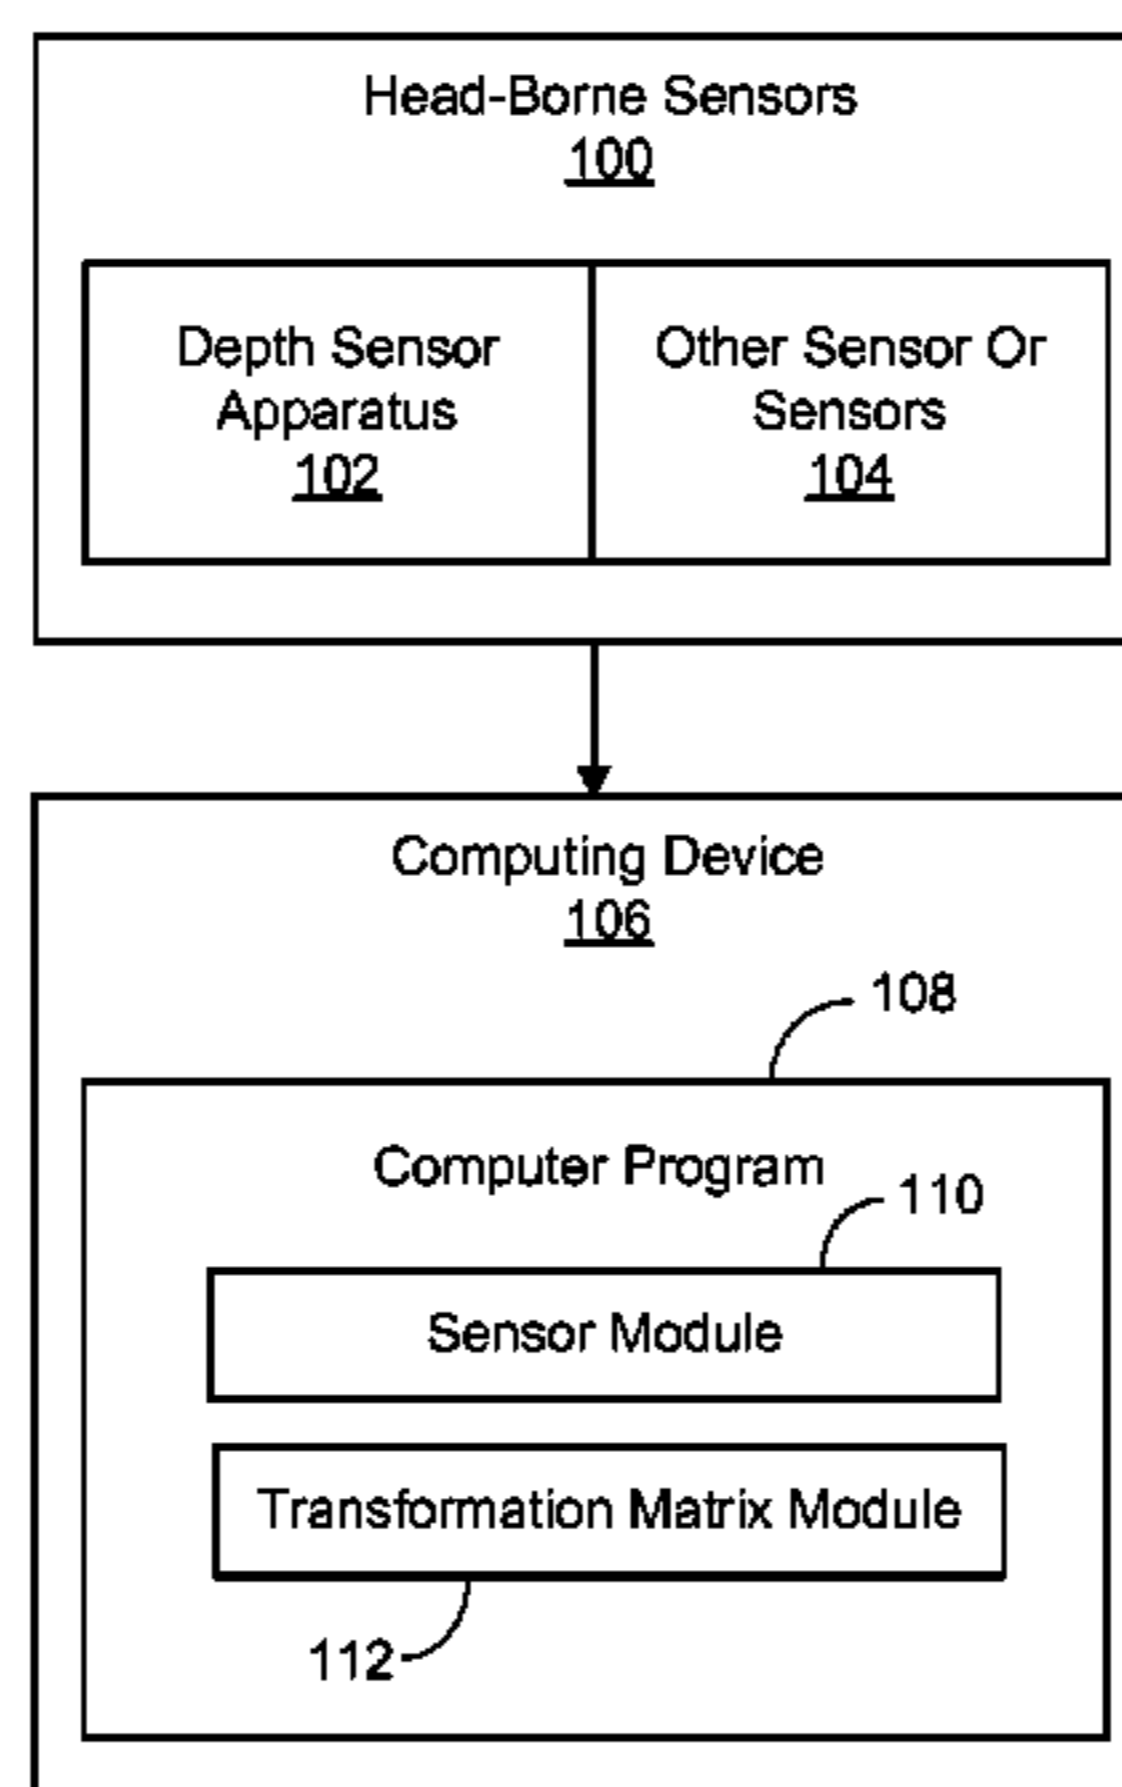 Head-Borne Sensors
100
Depth Sensor
Apparatus
102
Other Sensor Or
Sensors
104
Computing Device
106
108
Computer Program
110
Sensor Module
Transformation Matrix Module
112